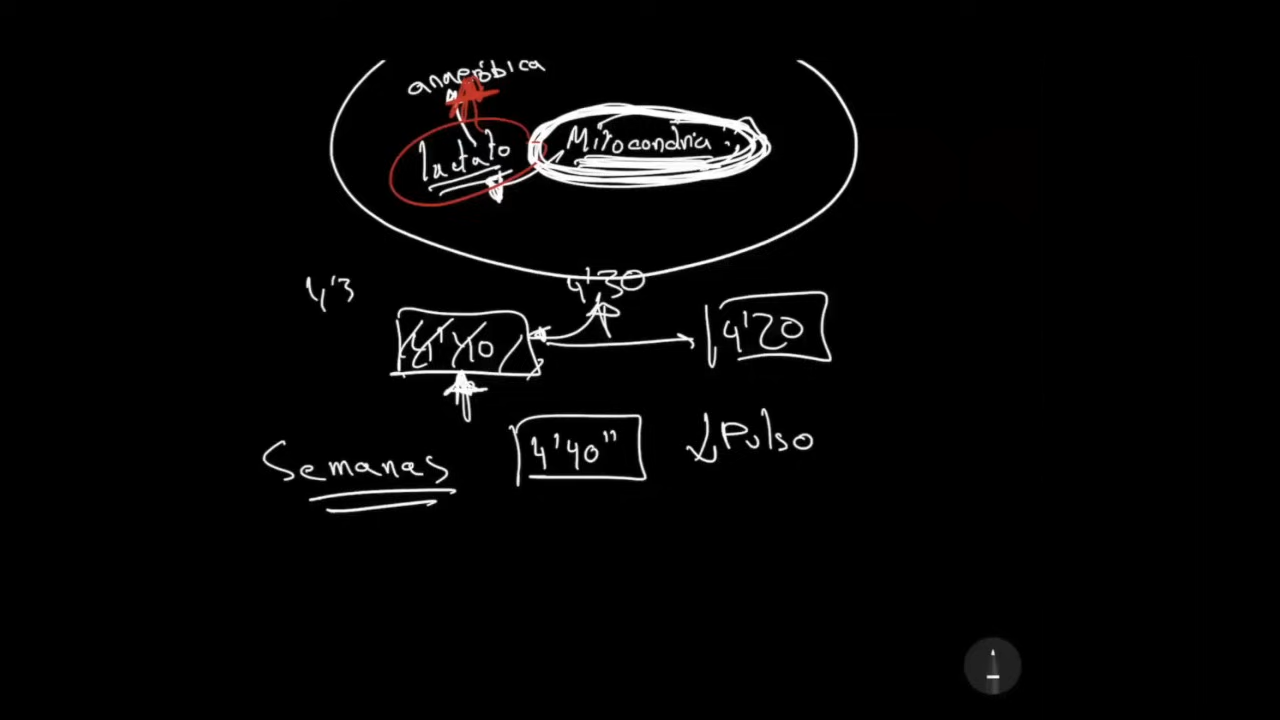 anaeróbica
lactato Mitocondria
4'30
4'3
4'40 4'20
Semanas 4'40" ↓ Pulso